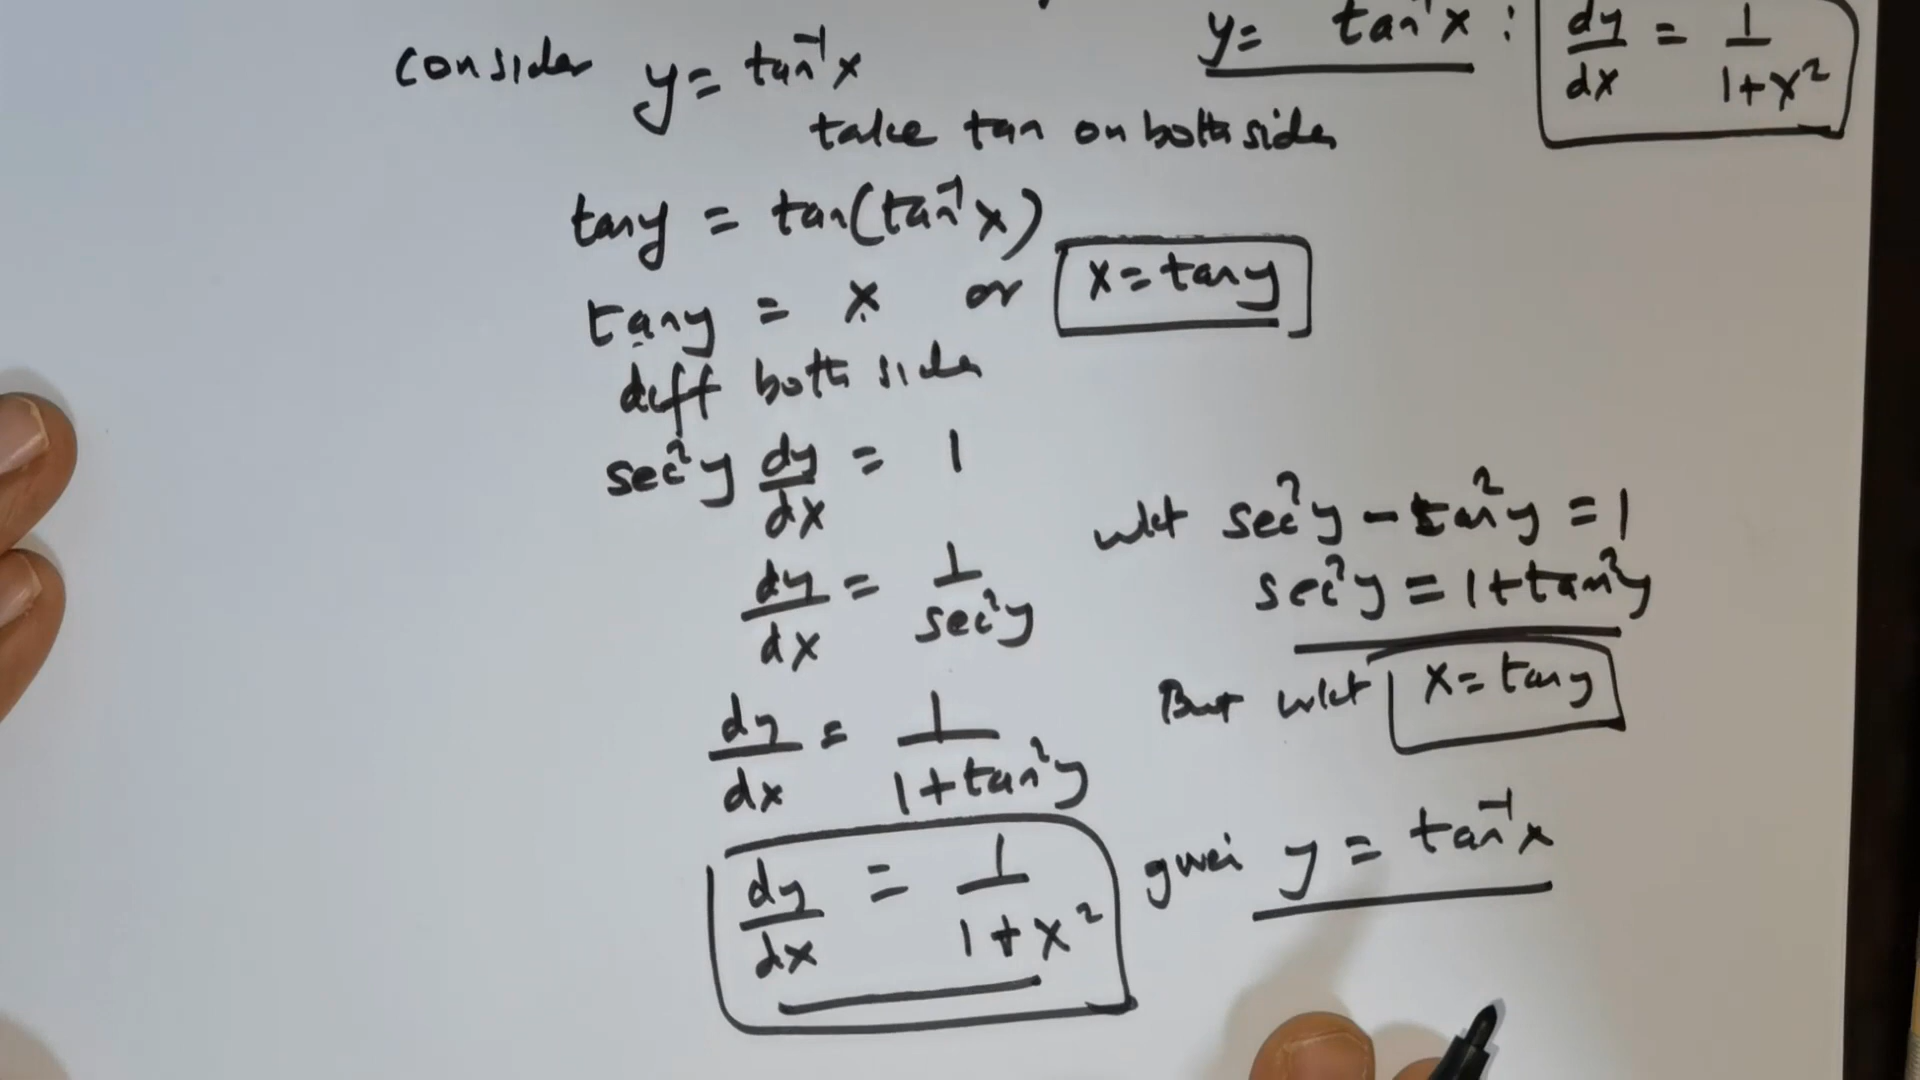 y= tan⁻¹x : dy/dx = 1/(1+x²)
consider y= tan⁻¹x
take tan on both sides
tany = tan(tan⁻¹x)
tany = x or x=tany
diff both sides
sec²y dy/dx = 1
wkt sec²y - tan²y = 1
dy/dx = 1/sec²y
sec²y = 1+tan²y
But wkt x=tany
dy/dx = 1/(1+tan²y)
dy/dx = 1/(1+x²)
given y = tan⁻¹x